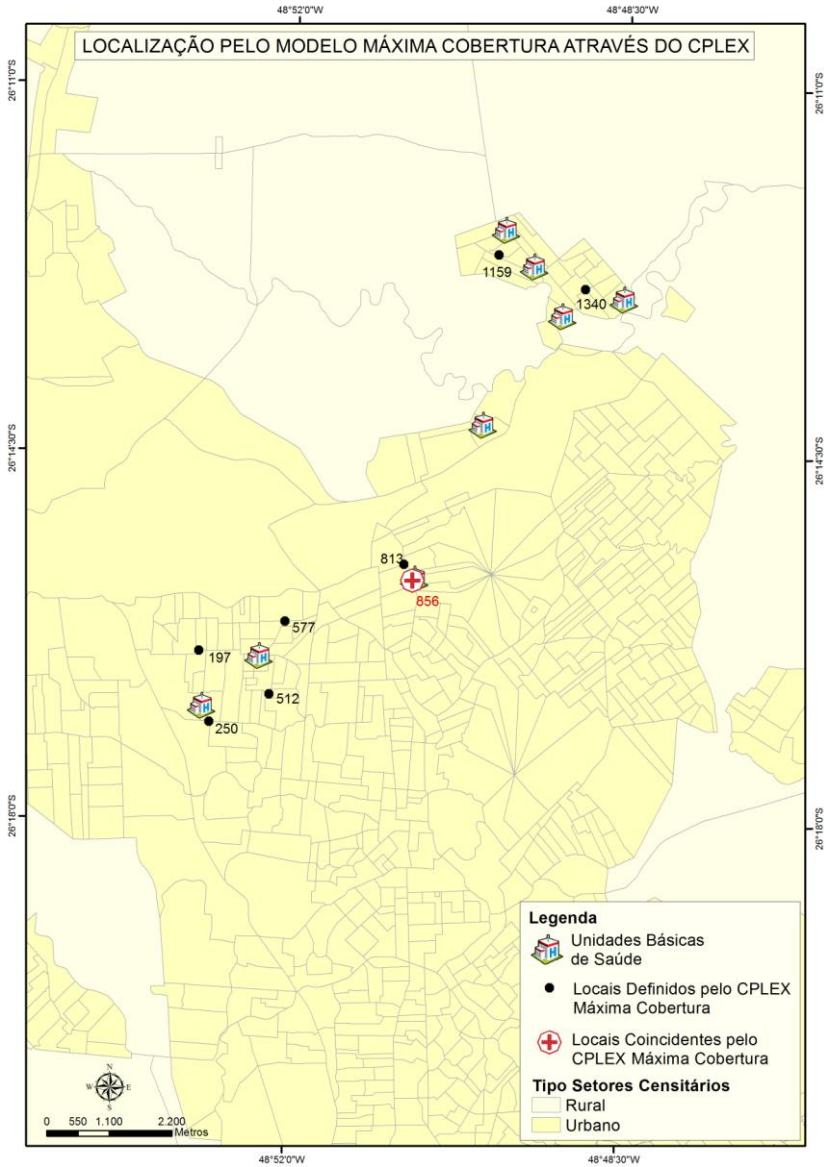 48°52'0"W
48°48'30"W
LOCALIZAÇÃO PELO MODELO MÁXIMA COBERTURA ATRAVÉS DO CPLEX
26°11'0"S
26°11'0"S
1159
1340
26°14'30"S
26°14'30"S
813
856
577
197
512
250
26°18'0"S
26°18'0"S
Legenda
H
Unidades Básicas
de Saúde
Locais Definidos pelo CPLEX
Máxima Cobertura
Locais Coincidentes pelo
CPLEX Máxima Cobertura
Tipo Setores Censitários
Rural
Urbano
N
W E
S
0 550 1.100 2.200
Metros
48°52'0"W
48°48'30"W